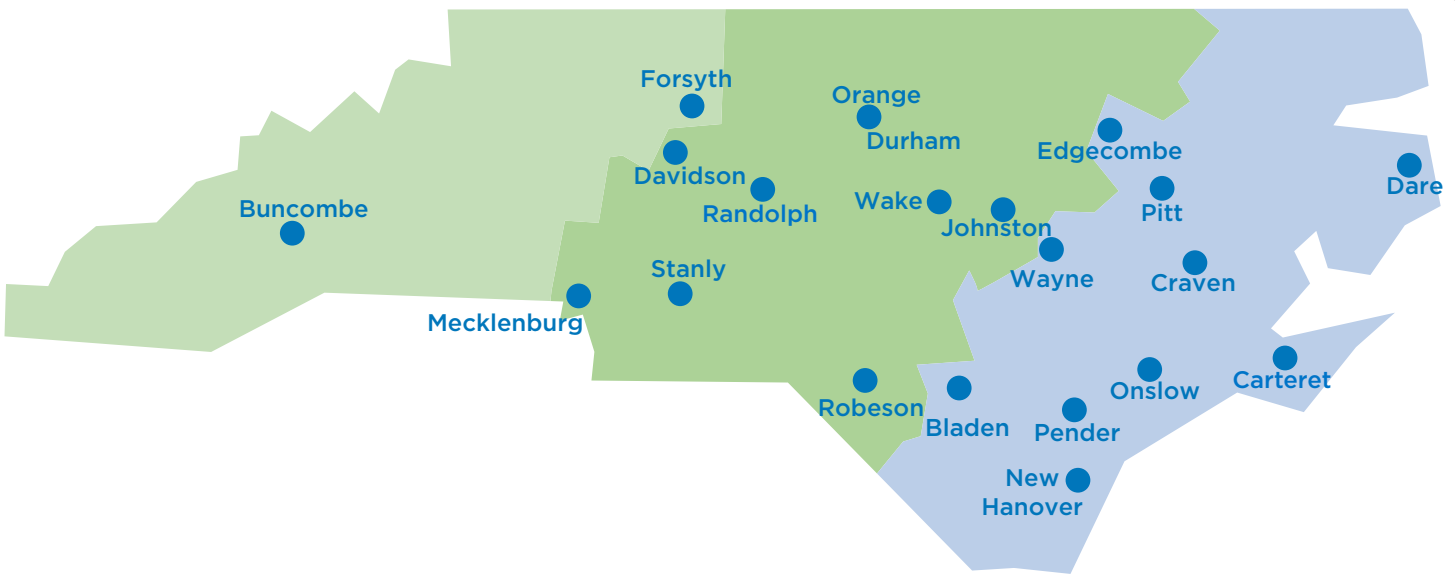 Forsyth
Orange
Durham
Edgecombe
Davidson
Randolph
Wake
Johnston
Pitt
Dare
Buncombe
Stanly
Wayne
Craven
Mecklenburg
Robeson
Bladen
Pender
Onslow
Carteret
New
Hanover